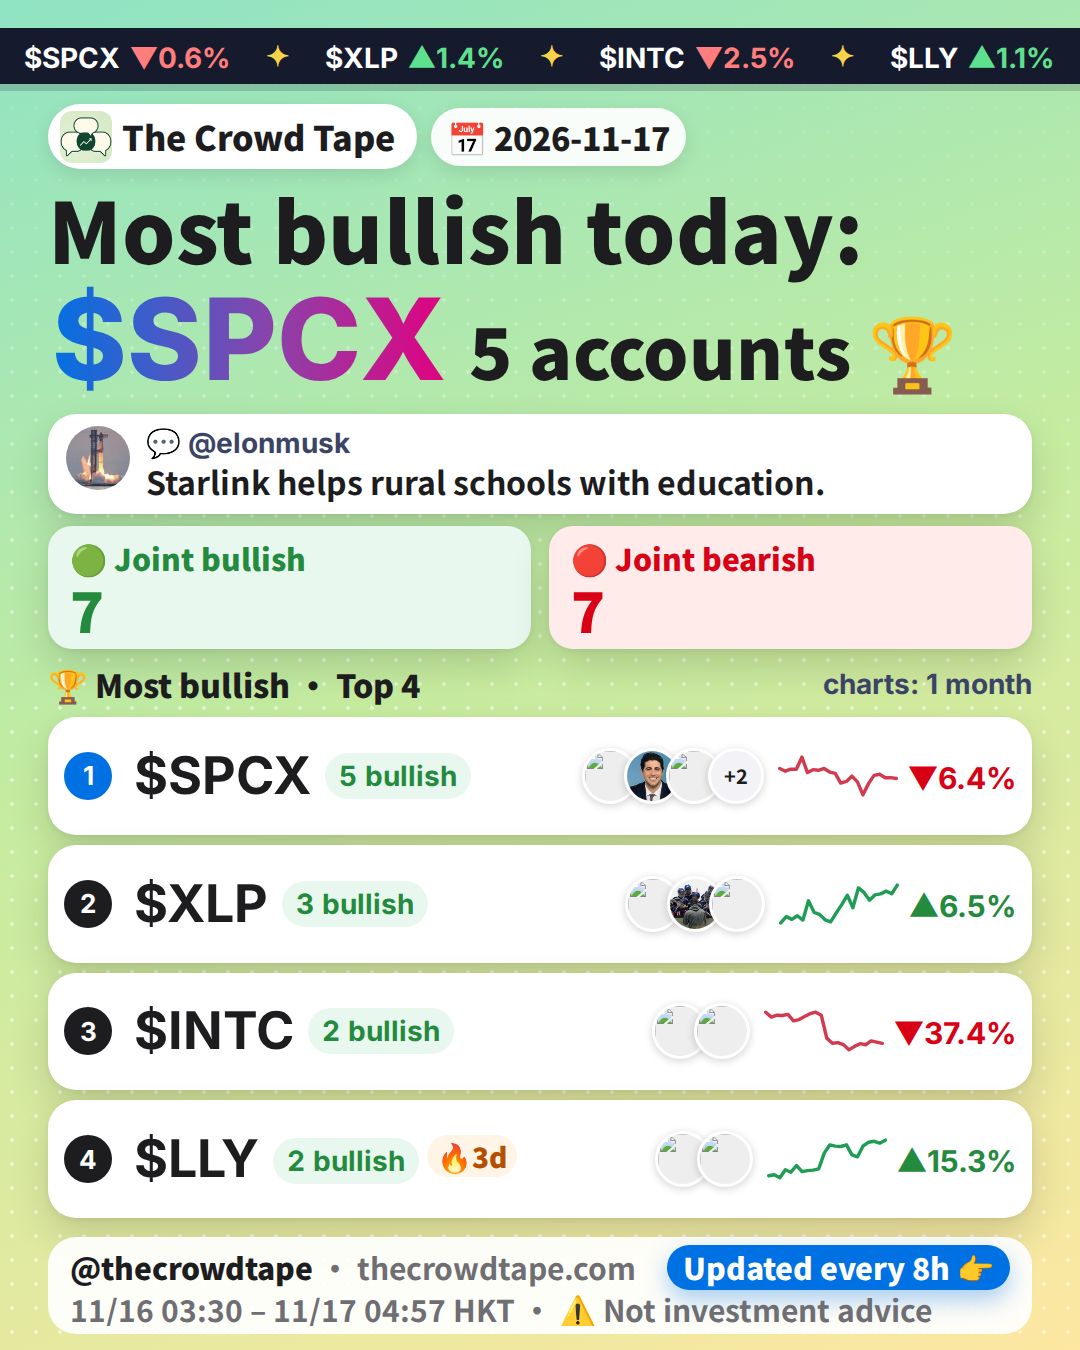 $SPCX ▼0.6% ✦ $XLP ▲1.4% ✦ $INTC ▼2.5% ✦ $LLY ▲1.1%
The Crowd Tape 📅 2026-11-17
Most bullish today:
$SPCX 5 accounts 🏆
💬 @elonmusk
Starlink helps rural schools with education.
🟢 Joint bullish
7
🔴 Joint bearish
7
🏆 Most bullish • Top 4
charts: 1 month
1 $SPCX 5 bullish +2 ▼6.4%
2 $XLP 3 bullish ▲6.5%
3 $INTC 2 bullish ▼37.4%
4 $LLY 2 bullish 🔥3d ▲15.3%
@thecrowdtape • thecrowdtape.com Updated every 8h 👉
11/16 03:30 – 11/17 04:57 HKT • ⚠️ Not investment advice